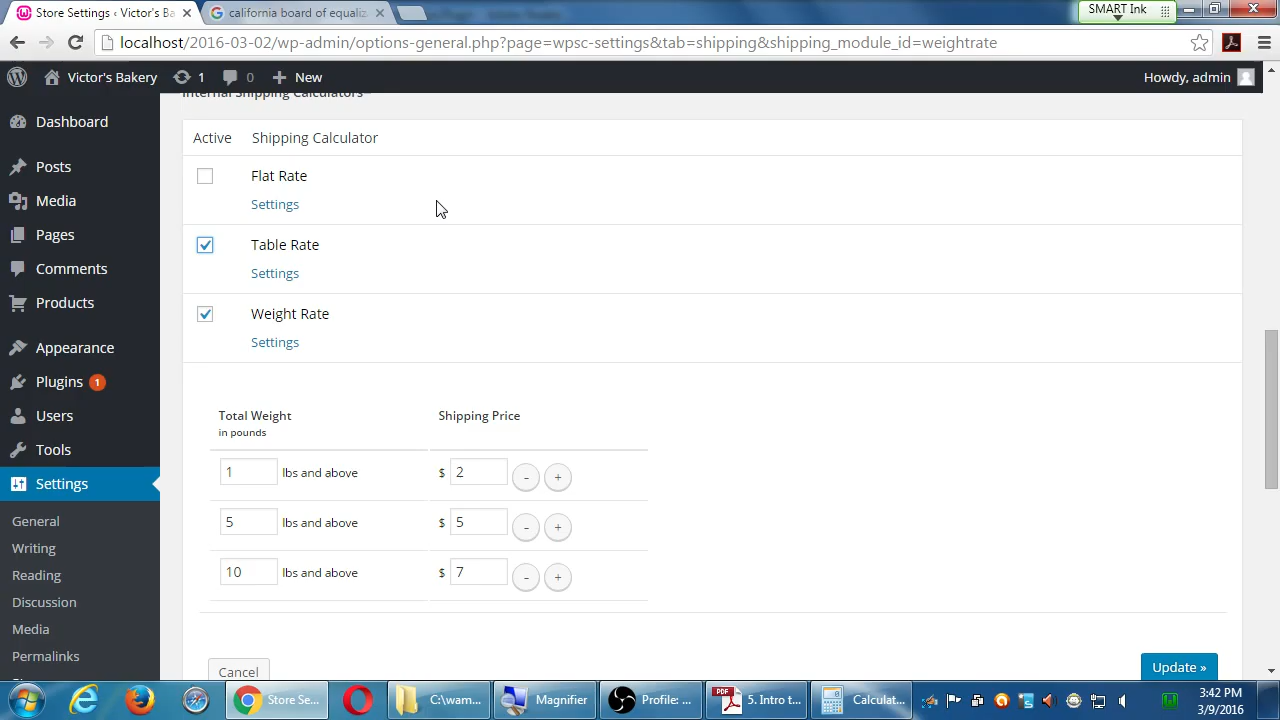 Store Settings ‹ Victor's Ba
california board of equaliz
SMART Ink
localhost/2016-03-02/wp-admin/options-general.php?page=wpsc-settings&tab=shipping&shipping_module_id=weightrate
Victor's Bakery
1
0
New
Howdy, admin
Internal Shipping Calculators
Dashboard
Posts
Media
Pages
Comments
Products
Appearance
Plugins 1
Users
Tools
Settings
General
Writing
Reading
Discussion
Media
Permalinks
Active Shipping Calculator
Flat Rate
Settings
Table Rate
Settings
Weight Rate
Settings
Total Weight Shipping Price
in pounds
1 lbs and above $ 2 - +
5 lbs and above $ 5 - +
10 lbs and above $ 7 - +
Cancel
Update »
Store Se...
C:\wam...
Magnifier
Profile: ...
PDF
5. Intro t...
Calculat...
3:42 PM
3/9/2016